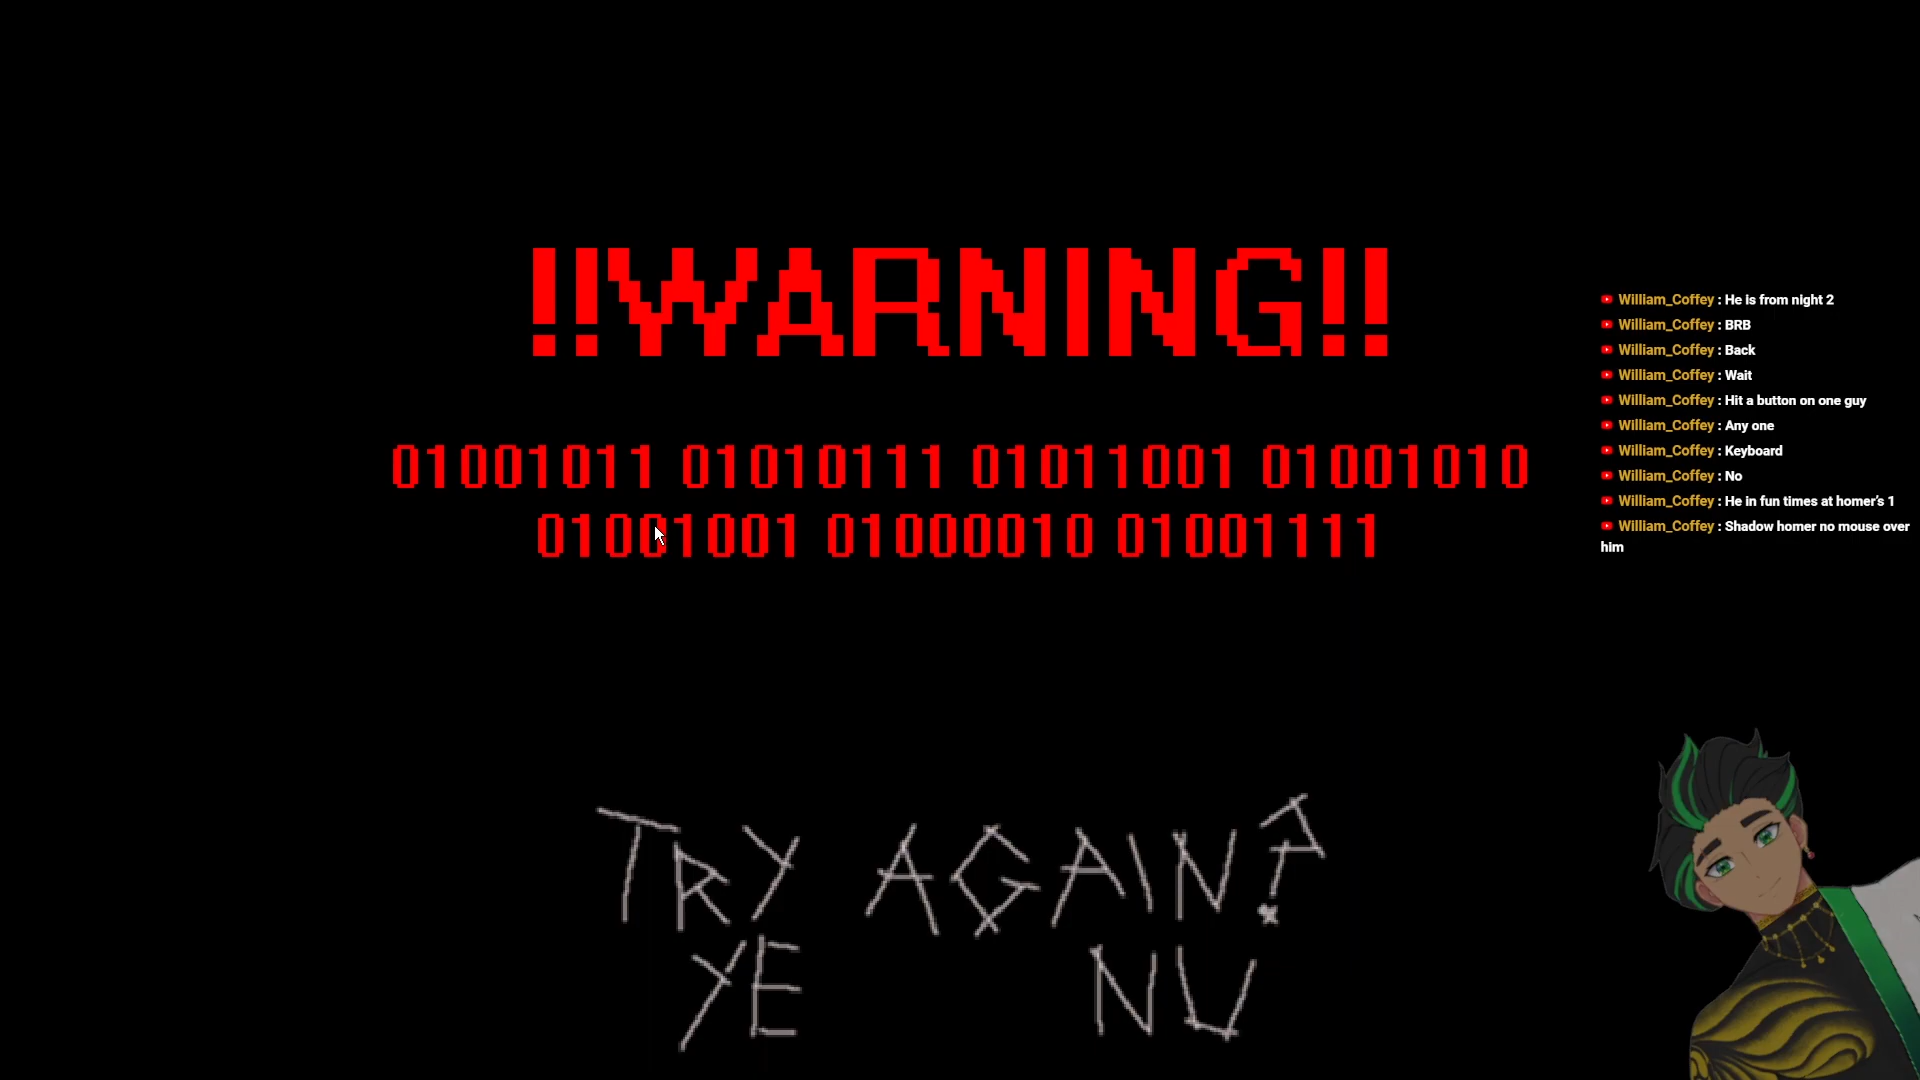 !!WARNING!!
01001011 01010111 01011001 01001010
01001001 01000010 01001111
TRY AGAIN?
YE NU
William_Coffey : He is from night 2
William_Coffey : BRB
William_Coffey : Back
William_Coffey : Wait
William_Coffey : Hit a button on one guy
William_Coffey : Any one
William_Coffey : Keyboard
William_Coffey : No
William_Coffey : He in fun times at homer's 1
William_Coffey : Shadow homer no mouse over
him